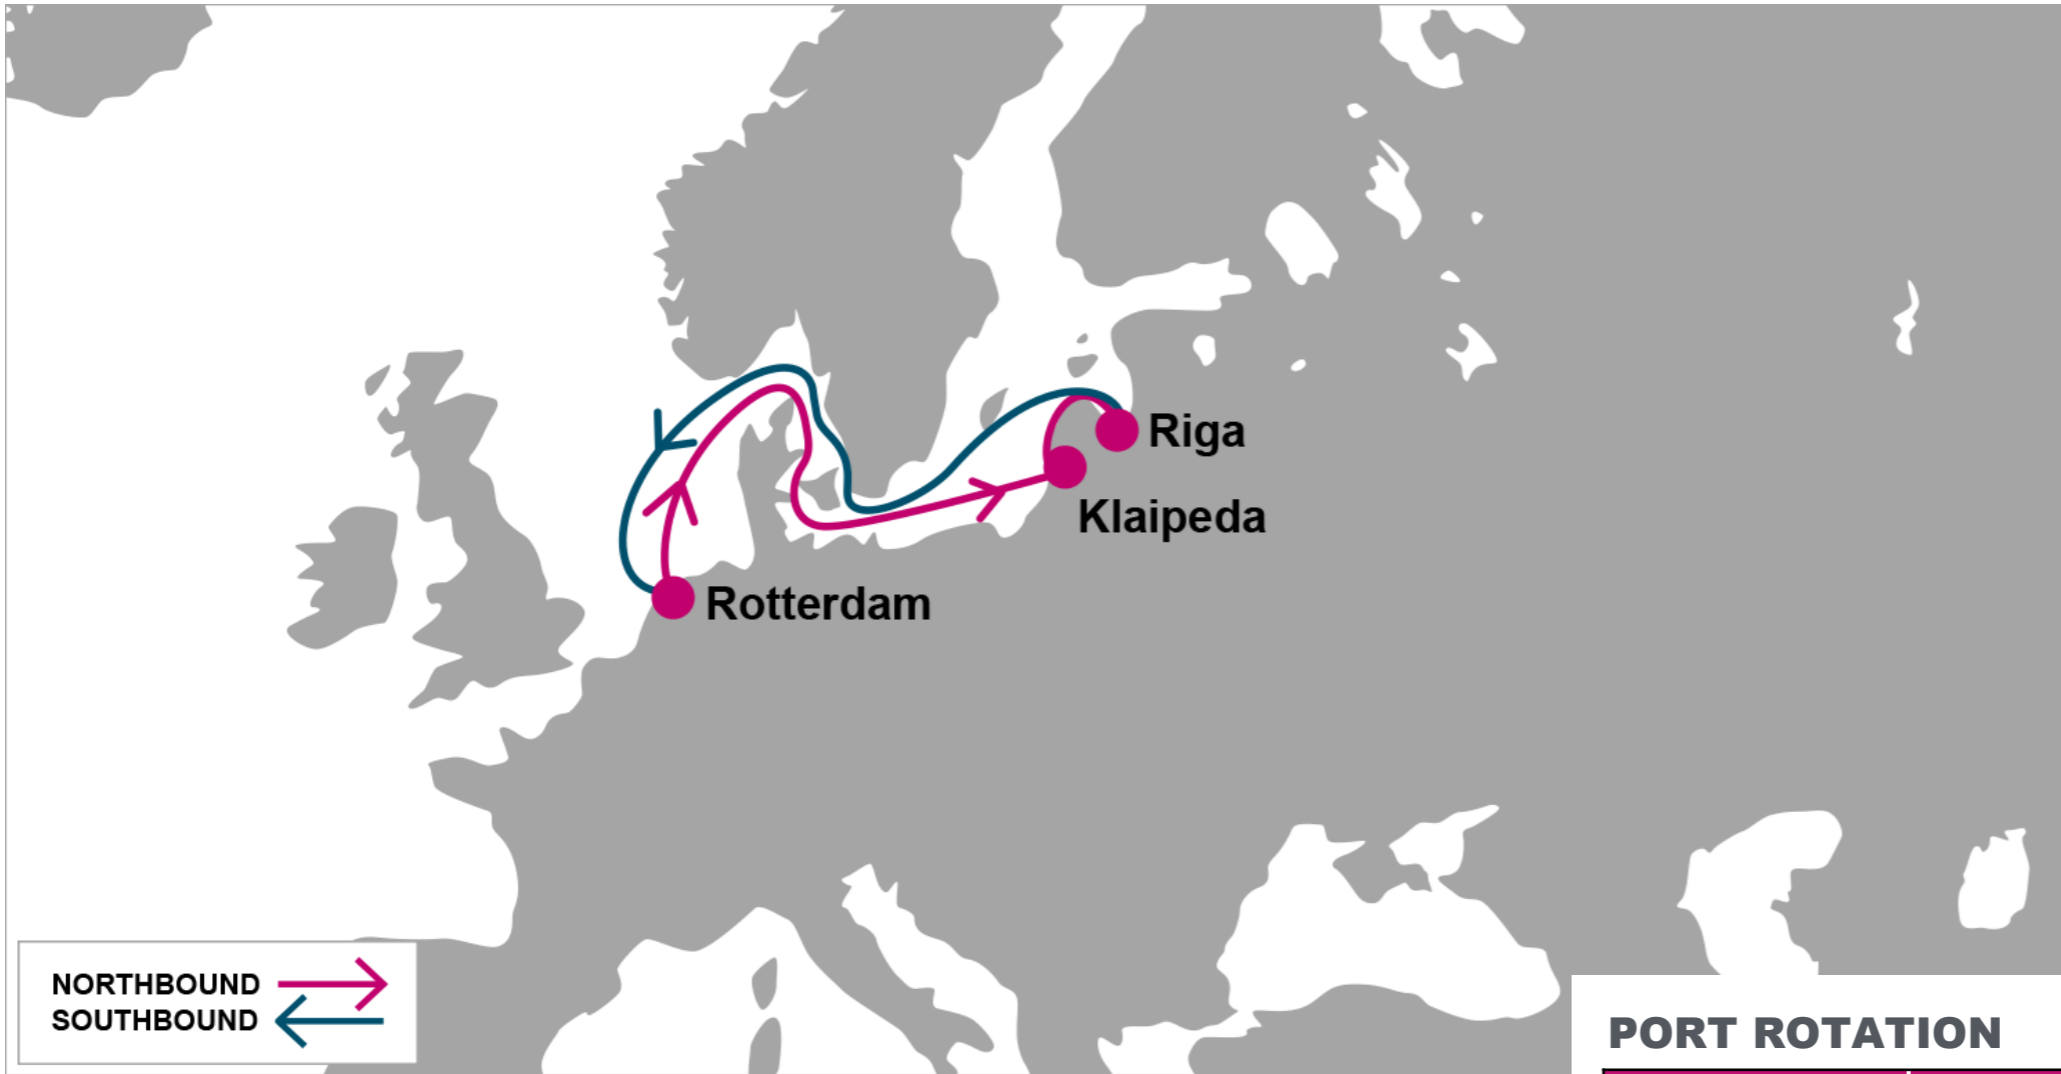 Riga
Klaipeda
Rotterdam
NORTHBOUND
SOUTHBOUND
PORT ROTATION